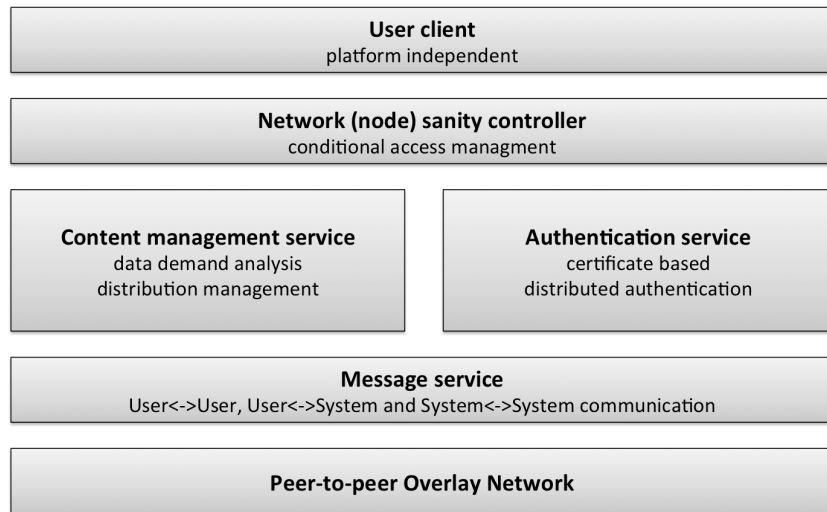 User client
platform independent
Network (node) sanity controller
conditional access managment
Content management service
data demand analysis
distribution management
Authentication service
certificate based
distributed authentication
Message service
User<->User, User<->System and System<->System communication
Peer-to-peer Overlay Network